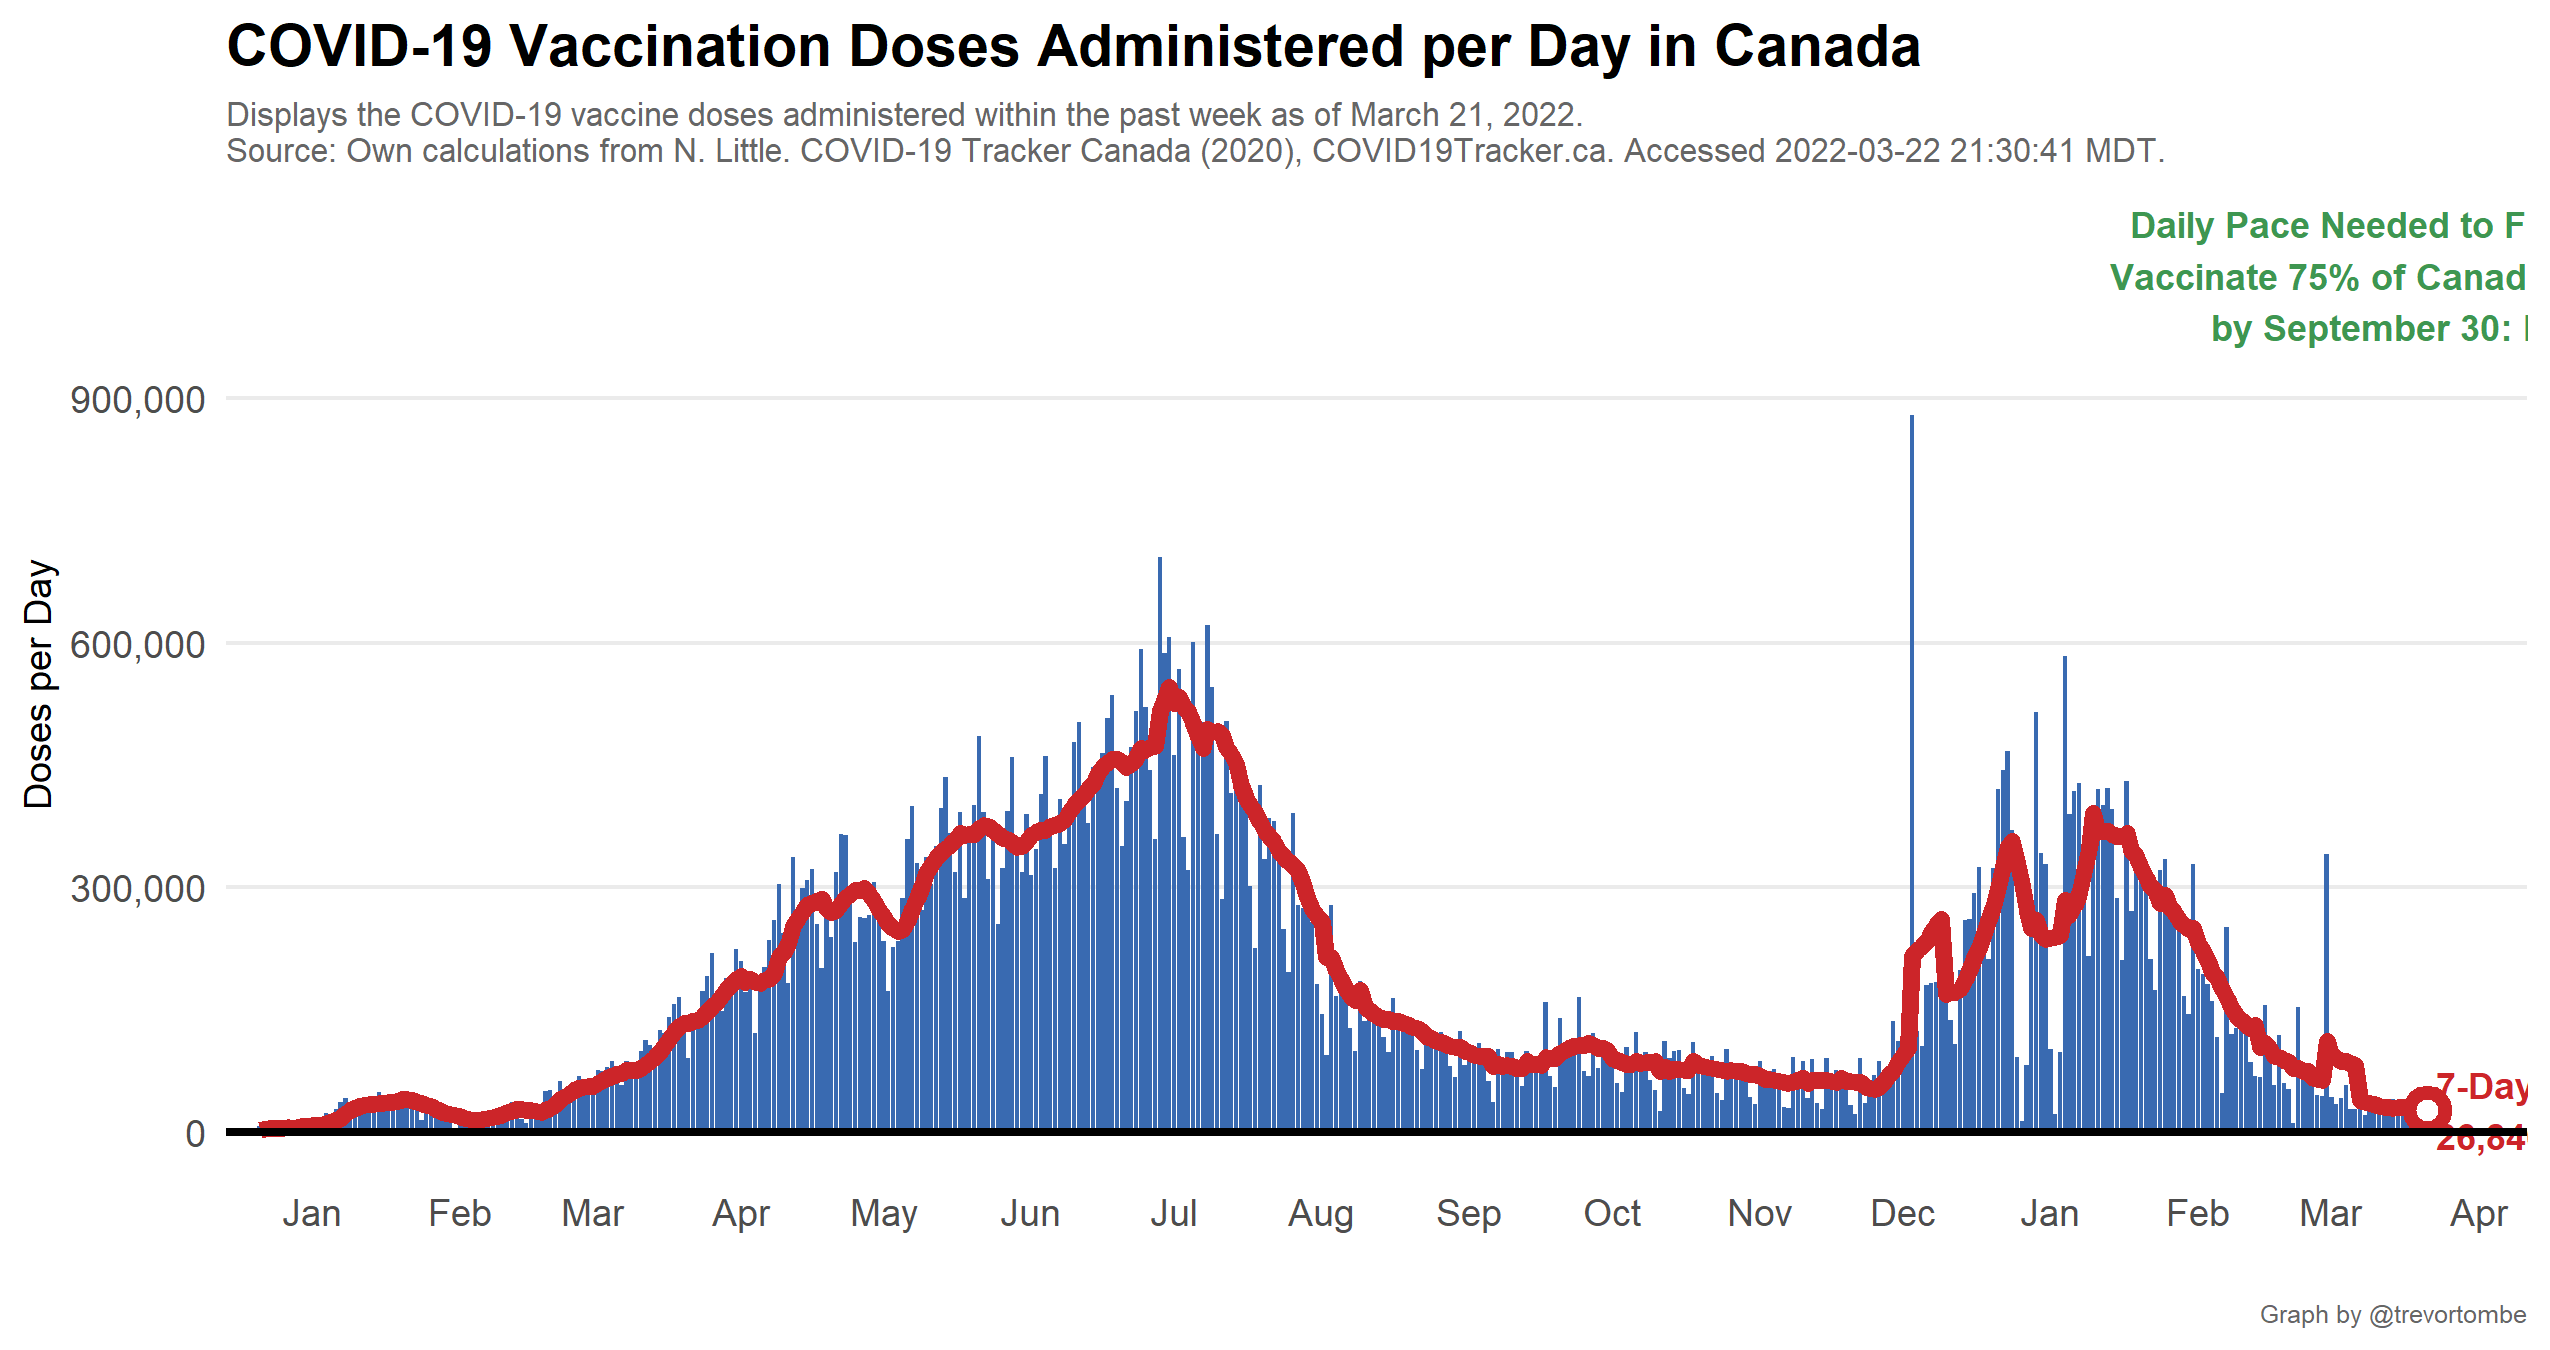 COVID-19 Vaccination Doses Administered per Day in Canada
Displays the COVID-19 vaccine doses administered within the past week as of March 21, 2022.
Source: Own calculations from N. Little. COVID-19 Tracker Canada (2020), COVID19Tracker.ca. Accessed 2022-03-22 21:30:41 MDT.
Daily Pace Needed to F
Vaccinate 75% of Canad
by September 30:
Doses per Day
900,000
600,000
300,000
0
7-Day
26,84
Jan Feb Mar Apr May Jun Jul Aug Sep Oct Nov Dec Jan Feb Mar Apr
Graph by @trevortombe